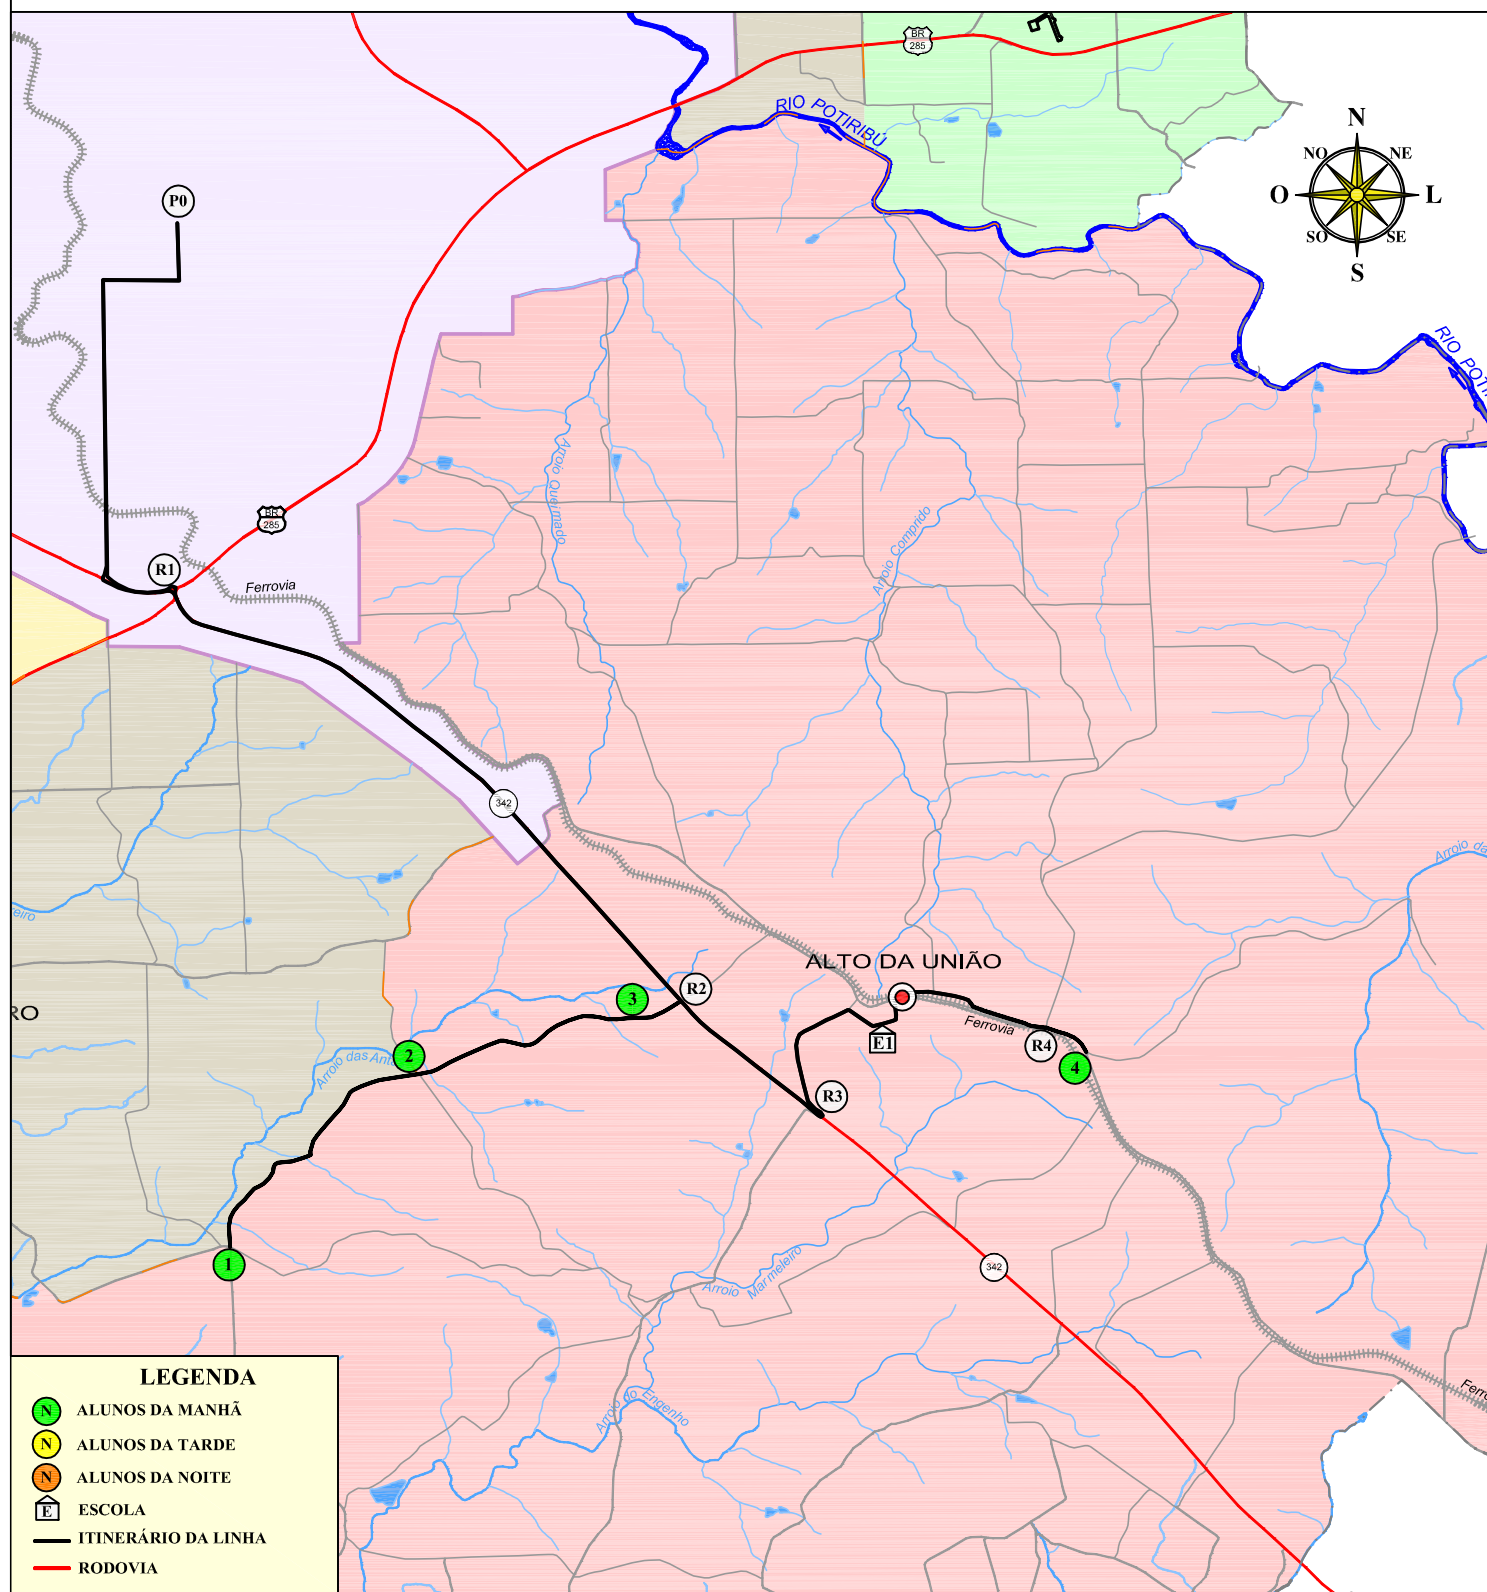 BR
285
RIO POTIRIBÚ
N
NO
NE
O
L
SO
SE
S
P0
RIO POTI
Arroio Queimado
Arroio Comprido
BR
285
R1
Ferrovia
342
Arroio da
eiro
ALTO DA UNIÃO
3
R2
RO
Ferrovia
E1
R4
2
Arroio das Anta
4
R3
1
Arroio Marmeleiro
342
Arroio do Engenho
Ferro
LEGENDA
N ALUNOS DA MANHÃ
N ALUNOS DA TARDE
N ALUNOS DA NOITE
E ESCOLA
ITINERÁRIO DA LINHA
RODOVIA